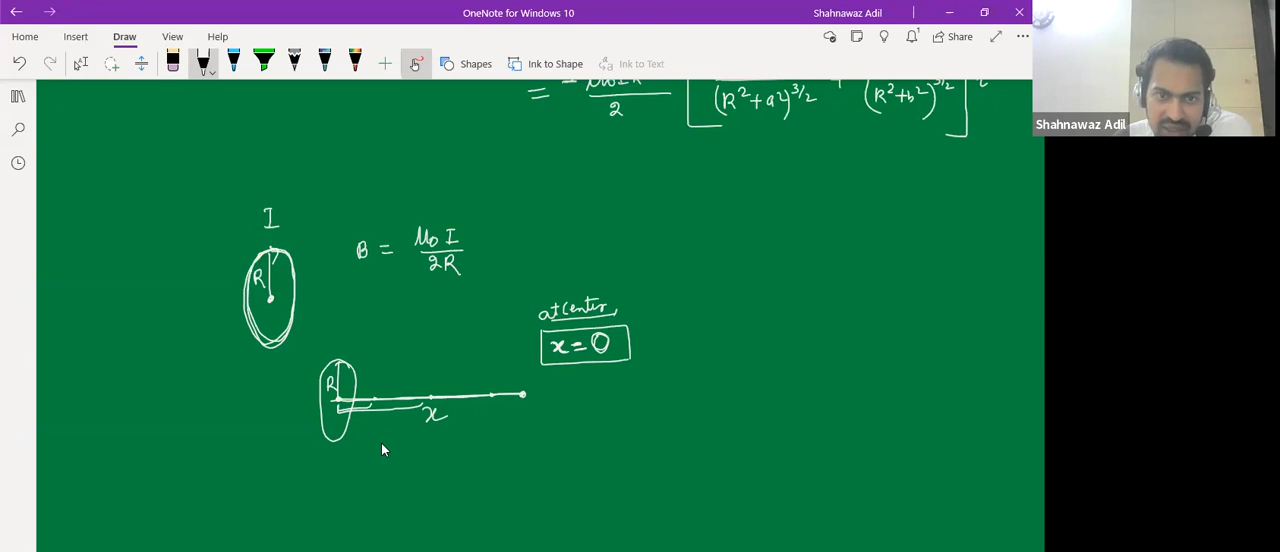 OneNote for Windows 10
Shahnawaz Adil
Home Insert Draw View Help
Share
Shapes
Ink to Shape
Ink to Text
= 
2
(R²+a²)^3/2 + (R²+b²)^3/2
Shahnawaz Adil
I
R
B = μ₀ I / 2R
at center,
x = 0
R
x